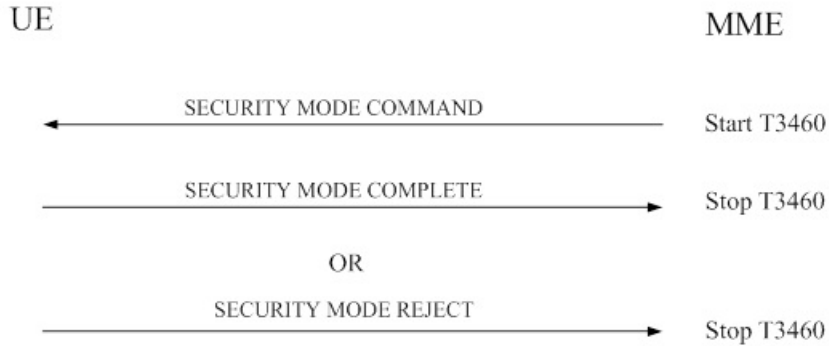 UE
MME
SECURITY MODE COMMAND
Start T3460
SECURITY MODE COMPLETE
Stop T3460
OR
SECURITY MODE REJECT
Stop T3460